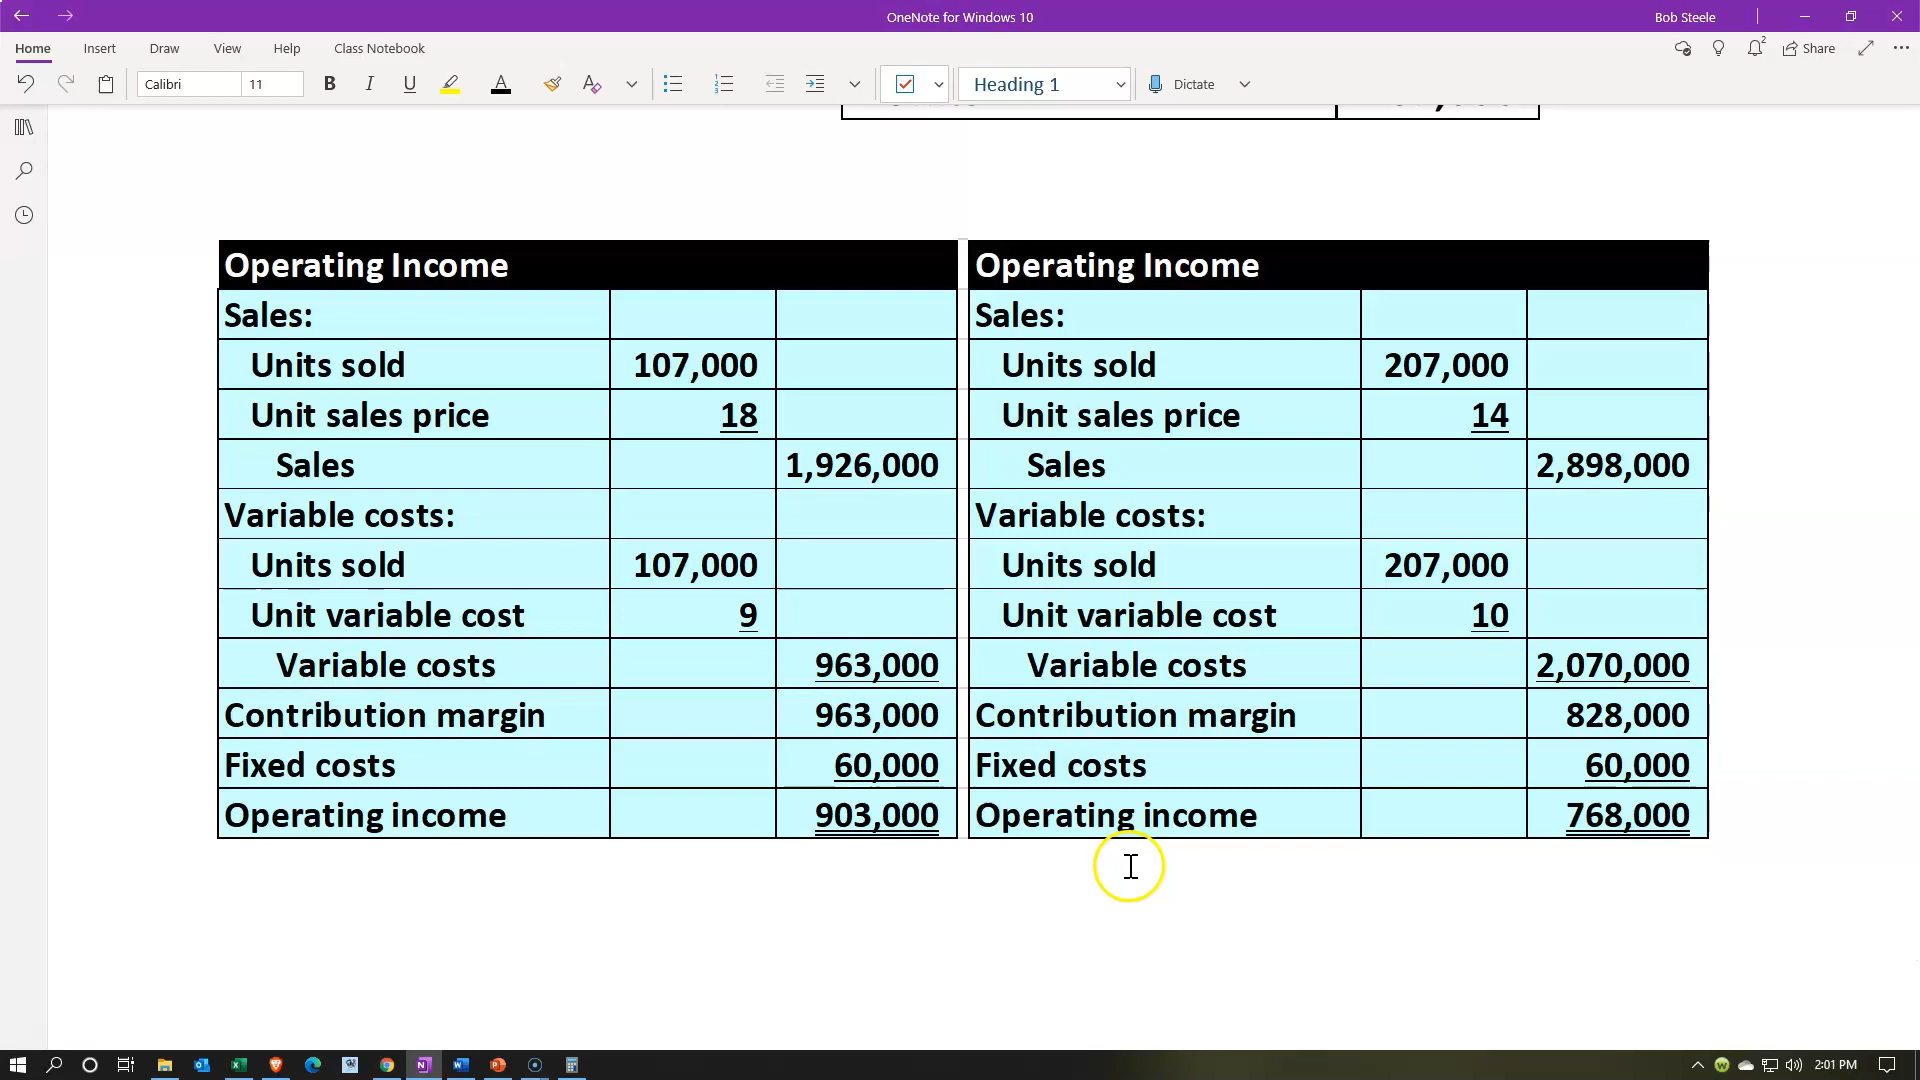 OneNote for Windows 10
Bob Steele
Home Insert Draw View Help Class Notebook
2
Share
Calibri 11 B I U A Heading 1 Dictate
Operating Income
Sales:
Units sold 107,000
Unit sales price 18
Sales 1,926,000
Variable costs:
Units sold 107,000
Unit variable cost 9
Variable costs 963,000
Contribution margin 963,000
Fixed costs 60,000
Operating income 903,000
Operating Income
Sales:
Units sold 207,000
Unit sales price 14
Sales 2,898,000
Variable costs:
Units sold 207,000
Unit variable cost 10
Variable costs 2,070,000
Contribution margin 828,000
Fixed costs 60,000
Operating income 768,000
2:01 PM